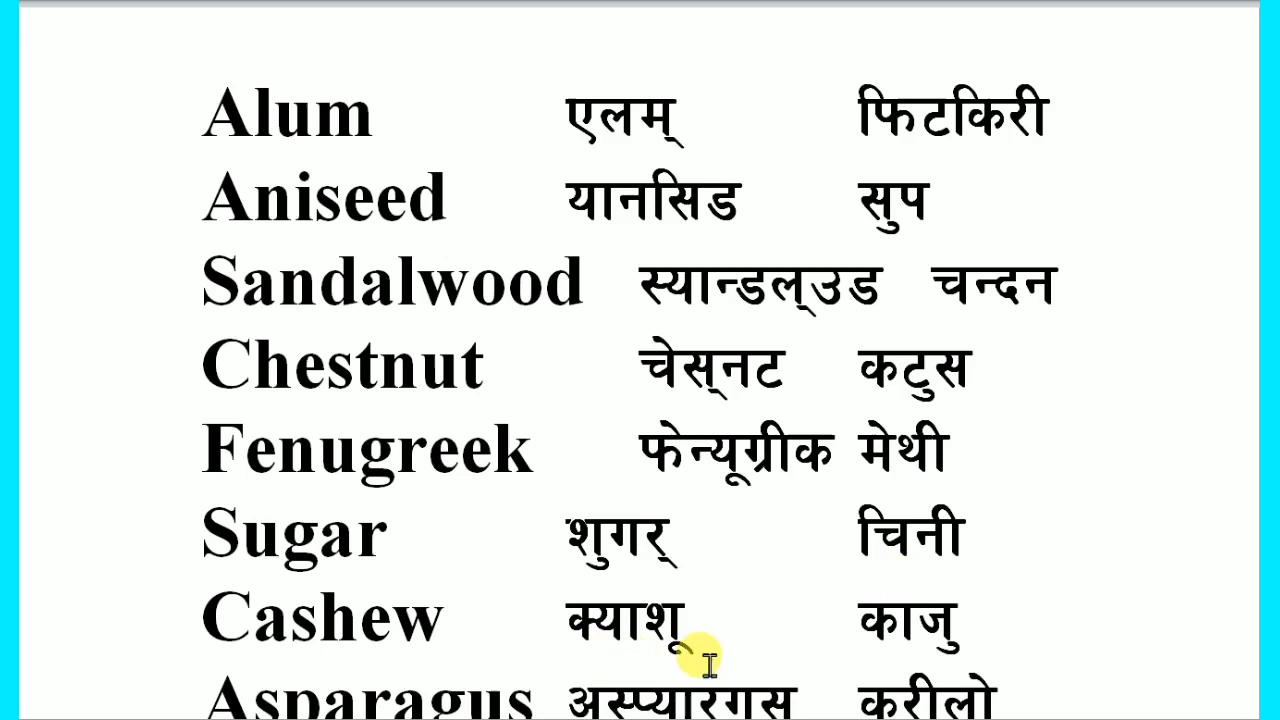 Alum एलम् फिटकिरी
Aniseed यानसिड सुप
Sandalwood स्यान्डल्उड चन्दन
Chestnut चेस्नट कटुस
Fenugreek फेन्यूग्रीक मेथी
Sugar शुगर् चिनी
Cashew क्याशू काजु
Asparagus अस्प्यारगस करीलो